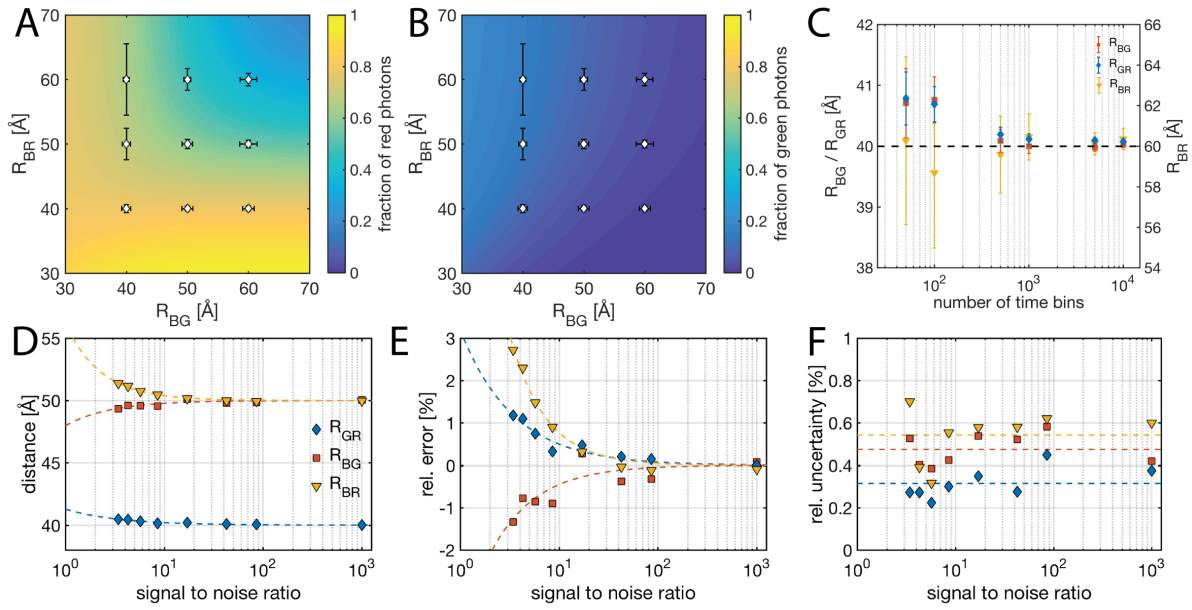 A
R_BR [Å]
60
50
40
30
30 40 50 60 70
R_BG [Å]
1
0.8
0.6
0.4
0.2
0
fraction of red photons
B
R_BR [Å]
60
50
40
30
30 40 50 60 70
R_BG [Å]
1
0.8
0.6
0.4
0.2
0
fraction of green photons
C
R_BG / R_GR [Å]
42
41
40
39
38
10^2 10^3 10^4
number of time bins
66
64
62
60
58
56
54
R_BR [Å]
R_BG
R_GR
R_BR
D
distance [Å]
55
50
45
40
10^0 10^1 10^2 10^3
signal to noise ratio
R_GR
R_BG
R_BR
E
rel. error [%]
3
2
1
0
-1
-2
10^0 10^1 10^2 10^3
signal to noise ratio
F
rel. uncertainty [%]
1
0.8
0.6
0.4
0.2
0
10^0 10^1 10^2 10^3
signal to noise ratio